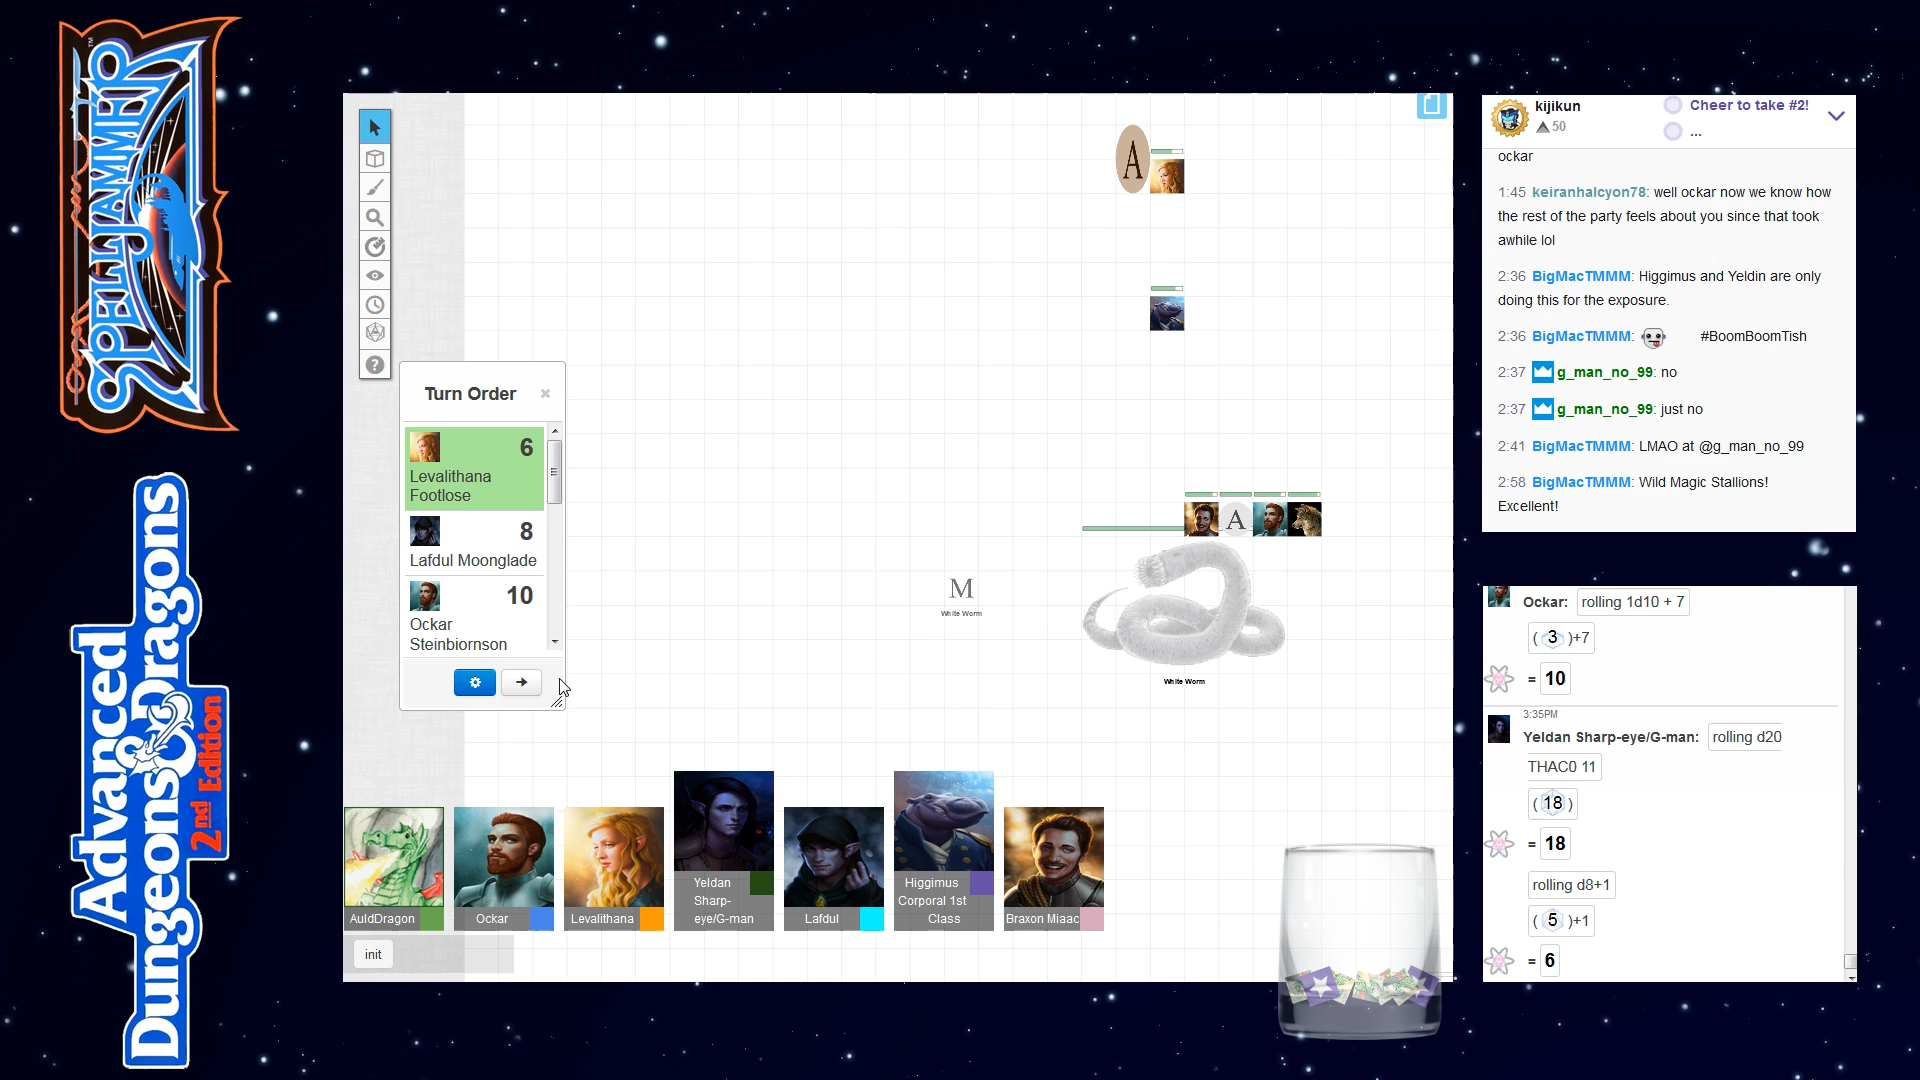 SPELLJAMMER
TM
Advanced
Dungeons & Dragons
2nd Edition
A
Turn Order
6
Levalithana
Footlose
8
Lafdul Moonglade
10
Ockar
Steinbiornson
A
M
White Worm
White Worm
AuldDragon
Ockar
Levalithana
Yeldan
Sharp-
eye/G-man
Lafdul
Higgimus
Corporal 1st
Class
Braxon Miaac
init
kijikun
50
Cheer to take #2!
...
ockar
1:45 keiranhalcyon78: well ockar now we know how
the rest of the party feels about you since that took
awhile lol
2:36 BigMacTMMM: Higgimus and Yeldin are only
doing this for the exposure.
2:36 BigMacTMMM: #BoomBoomTish
2:37 g_man_no_99: no
2:37 g_man_no_99: just no
2:41 BigMacTMMM: LMAO at @g_man_no_99
2:58 BigMacTMMM: Wild Magic Stallions!
Excellent!
Ockar: rolling 1d10 + 7
(3)+7
= 10
3:35PM
Yeldan Sharp-eye/G-man: rolling d20
THAC0 11
(18)
= 18
rolling d8+1
(5)+1
= 6